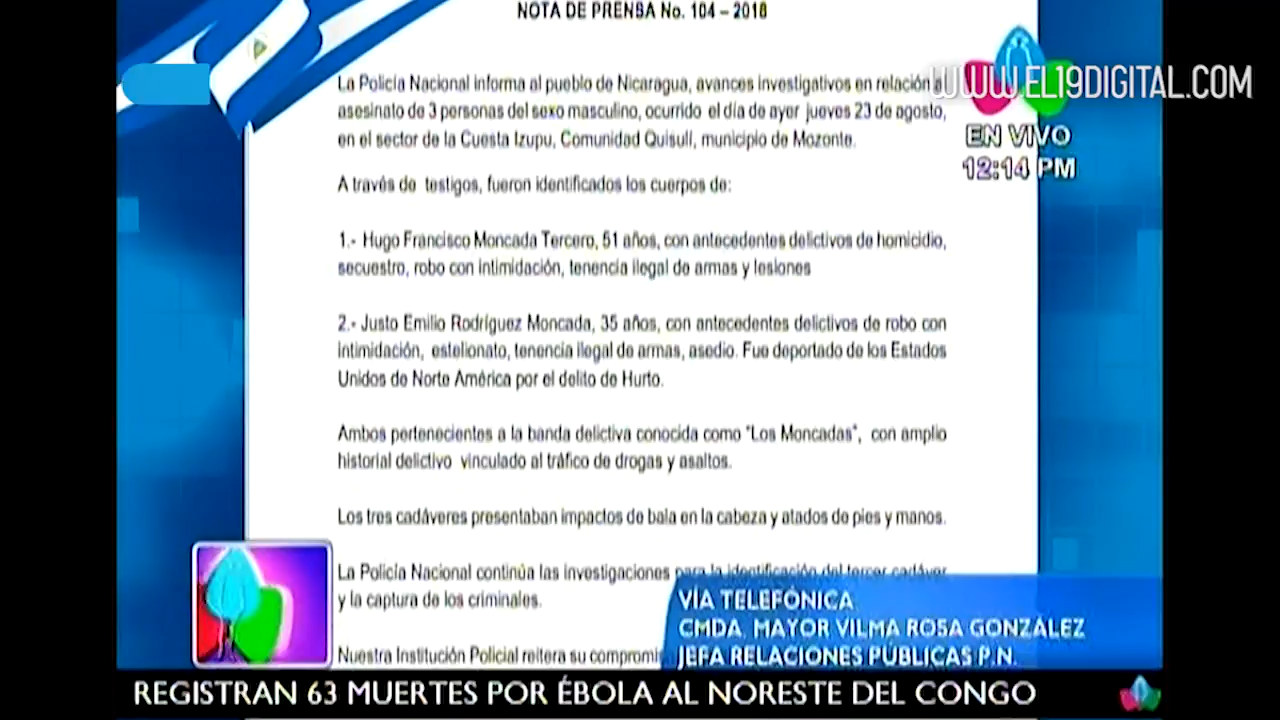 NOTA DE PRENSA No. 104 – 2018
La Policía Nacional informa al pueblo de Nicaragua, avances investigativos en relación
asesinato de 3 personas del sexo masculino, ocurrido el día de ayer jueves 23 de agosto,
en el sector de la Cuesta Izupu, Comunidad Quisulí, municipio de Mozonte.
A través de testigos, fueron identificados los cuerpos de:
1.- Hugo Francisco Moncada Tercero, 51 años, con antecedentes delictivos de homicidio,
secuestro, robo con intimidación, tenencia ilegal de armas y lesiones
2.- Justo Emilio Rodríguez Moncada, 35 años, con antecedentes delictivos de robo con
intimidación, estelionato, tenencia ilegal de armas, asedio. Fue deportado de los Estados
Unidos de Norte América por el delito de Hurto.
Ambos pertenecientes a la banda delictiva conocida como "Los Moncadas", con amplio
historial delictivo vinculado al tráfico de drogas y asaltos.
Los tres cadáveres presentaban impactos de bala en la cabeza y atados de pies y manos.
La Policía Nacional continúa las investigaciones para la identificación del tercer cadáver
y la captura de los criminales.
Nuestra Institución Policial reitera su compromi
WWW.EL19DIGITAL.COM
EN VIVO
12:14 PM
VÍA TELEFÓNICA
CMDA. MAYOR VILMA ROSA GONZÁLEZ
JEFA RELACIONES PÚBLICAS P.N.
REGISTRAN 63 MUERTES POR ÉBOLA AL NORESTE DEL CONGO